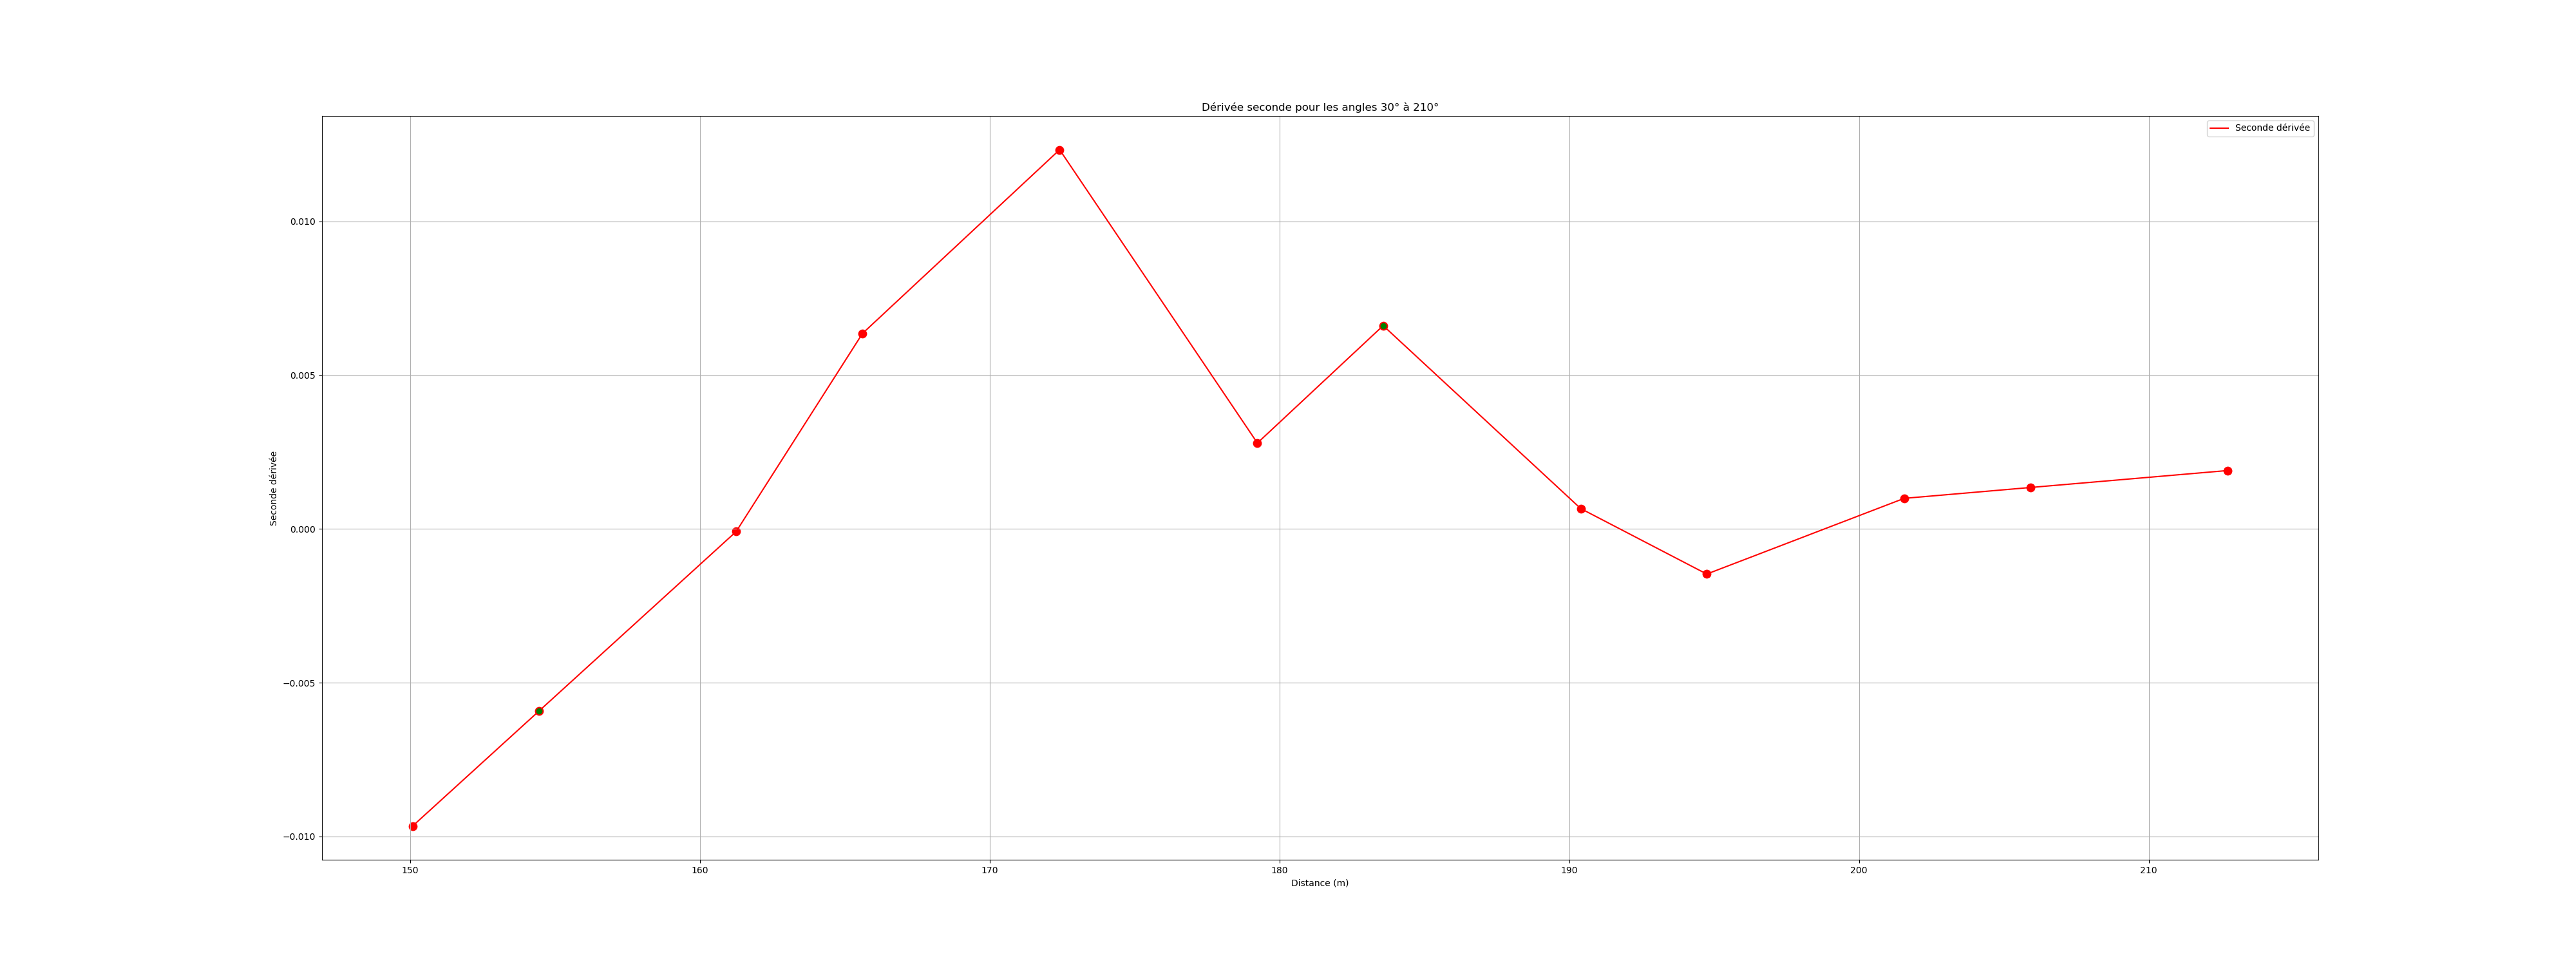 Dérivée seconde pour les angles 30° à 210°
Seconde dérivée
0.010
0.005
0.000
−0.005
−0.010
Seconde dérivée
150 160 170 180 190 200 210
Distance (m)